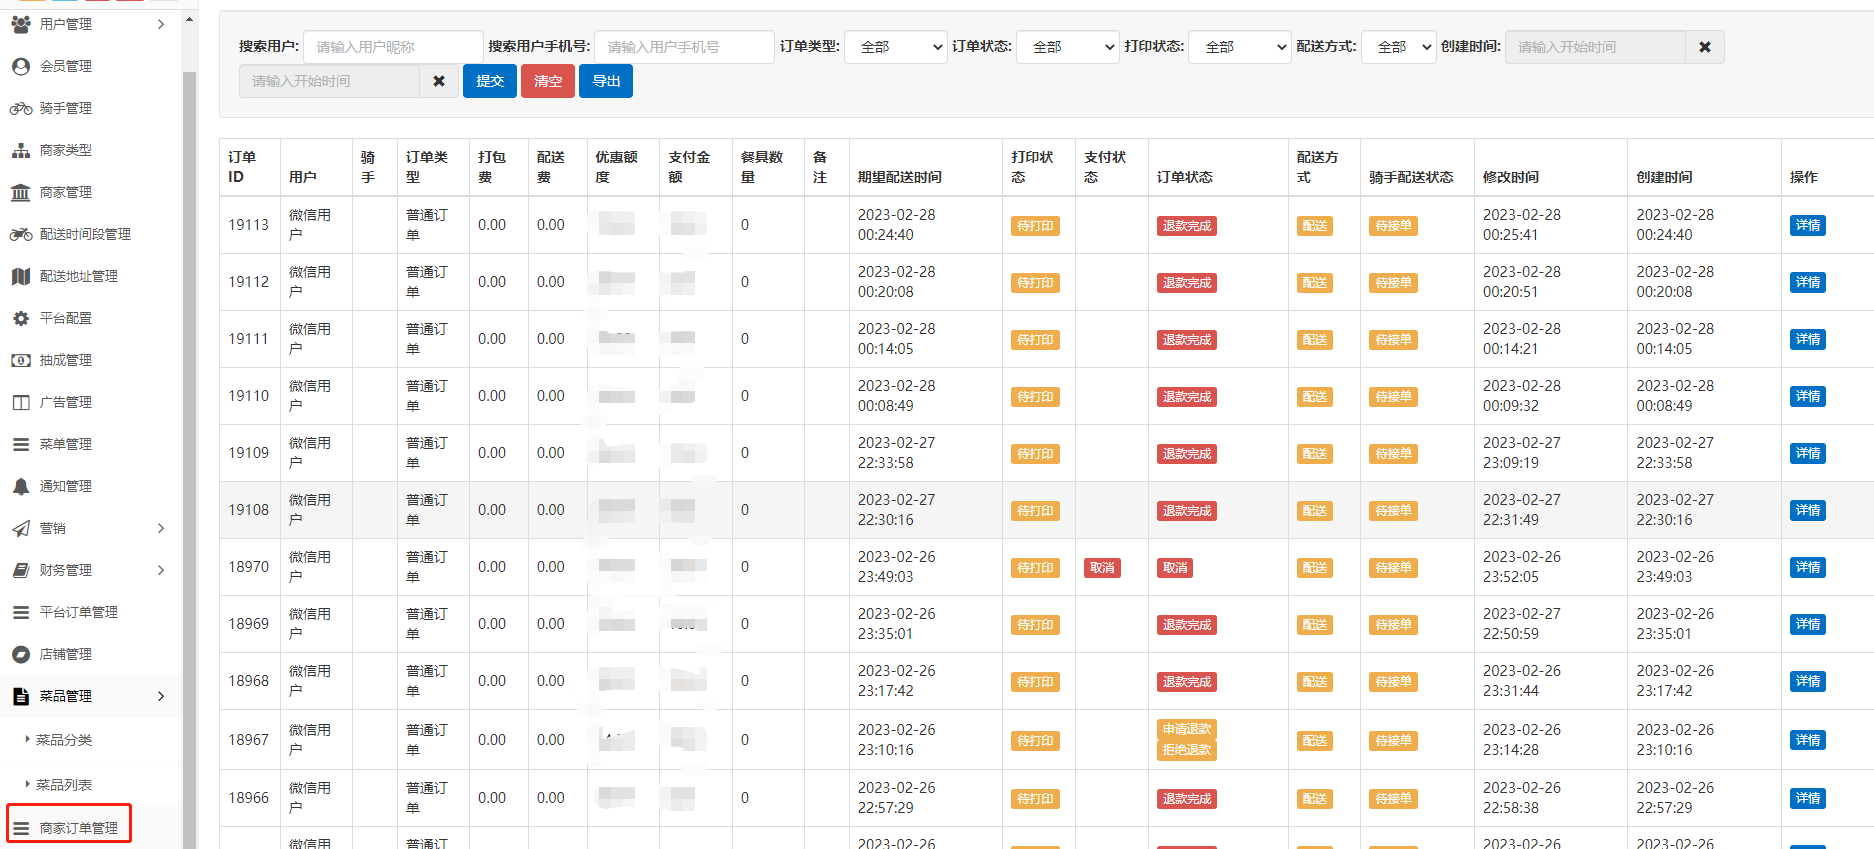 用户管理
会员管理
骑手管理
商家类型
商家管理
配送时间段管理
配送地址管理
平台配置
抽成管理
广告管理
菜单管理
通知管理
营销
财务管理
平台订单管理
店铺管理
菜品管理
菜品分类
菜品列表
商家订单管理
搜索用户: 请输入用户昵称 搜索用户手机号: 请输入用户手机号 订单类型: 全部 订单状态: 全部 打印状态: 全部 配送方式: 全部 创建时间: 请输入开始时间
请输入开始时间 提交 清空 导出
订单ID 用户 骑手 订单类型 打包费 配送费 优惠额度 支付金额 餐具数量 备注 期望配送时间 打印状态 支付状态 订单状态 配送方式 骑手配送状态 修改时间 创建时间 操作
19113 微信用户 普通订单 0.00 0.00 0 2023-02-28 00:24:40 待打印 退款完成 配送 待接单 2023-02-28 00:25:41 2023-02-28 00:24:40 详情
19112 微信用户 普通订单 0.00 0.00 0 2023-02-28 00:20:08 待打印 退款完成 配送 待接单 2023-02-28 00:20:51 2023-02-28 00:20:08 详情
19111 微信用户 普通订单 0.00 0.00 0 2023-02-28 00:14:05 待打印 退款完成 配送 待接单 2023-02-28 00:14:21 2023-02-28 00:14:05 详情
19110 微信用户 普通订单 0.00 0.00 0 2023-02-28 00:08:49 待打印 退款完成 配送 待接单 2023-02-28 00:09:32 2023-02-28 00:08:49 详情
19109 微信用户 普通订单 0.00 0.00 0 2023-02-27 22:33:58 待打印 退款完成 配送 待接单 2023-02-27 23:09:19 2023-02-27 22:33:58 详情
19108 微信用户 普通订单 0.00 0.00 0 2023-02-27 22:30:16 待打印 退款完成 配送 待接单 2023-02-27 22:31:49 2023-02-27 22:30:16 详情
18970 微信用户 普通订单 0.00 0.00 0 2023-02-26 23:49:03 待打印 取消 取消 配送 待接单 2023-02-26 23:52:05 2023-02-26 23:49:03 详情
18969 微信用户 普通订单 0.00 0.00 0 2023-02-26 23:35:01 待打印 退款完成 配送 待接单 2023-02-27 22:50:59 2023-02-26 23:35:01 详情
18968 微信用户 普通订单 0.00 0.00 0 2023-02-26 23:17:42 待打印 退款完成 配送 待接单 2023-02-26 23:31:44 2023-02-26 23:17:42 详情
18967 微信用户 普通订单 0.00 0.00 0 2023-02-26 23:10:16 待打印 申请退款 拒绝退款 配送 待接单 2023-02-26 23:14:28 2023-02-26 23:10:16 详情
18966 微信用户 普通订单 0.00 0.00 0 2023-02-26 22:57:29 待打印 退款完成 配送 待接单 2023-02-26 22:58:38 2023-02-26 22:57:29 详情
微信用 普通订 2023-02-26 2023-02-26 2023-02-26